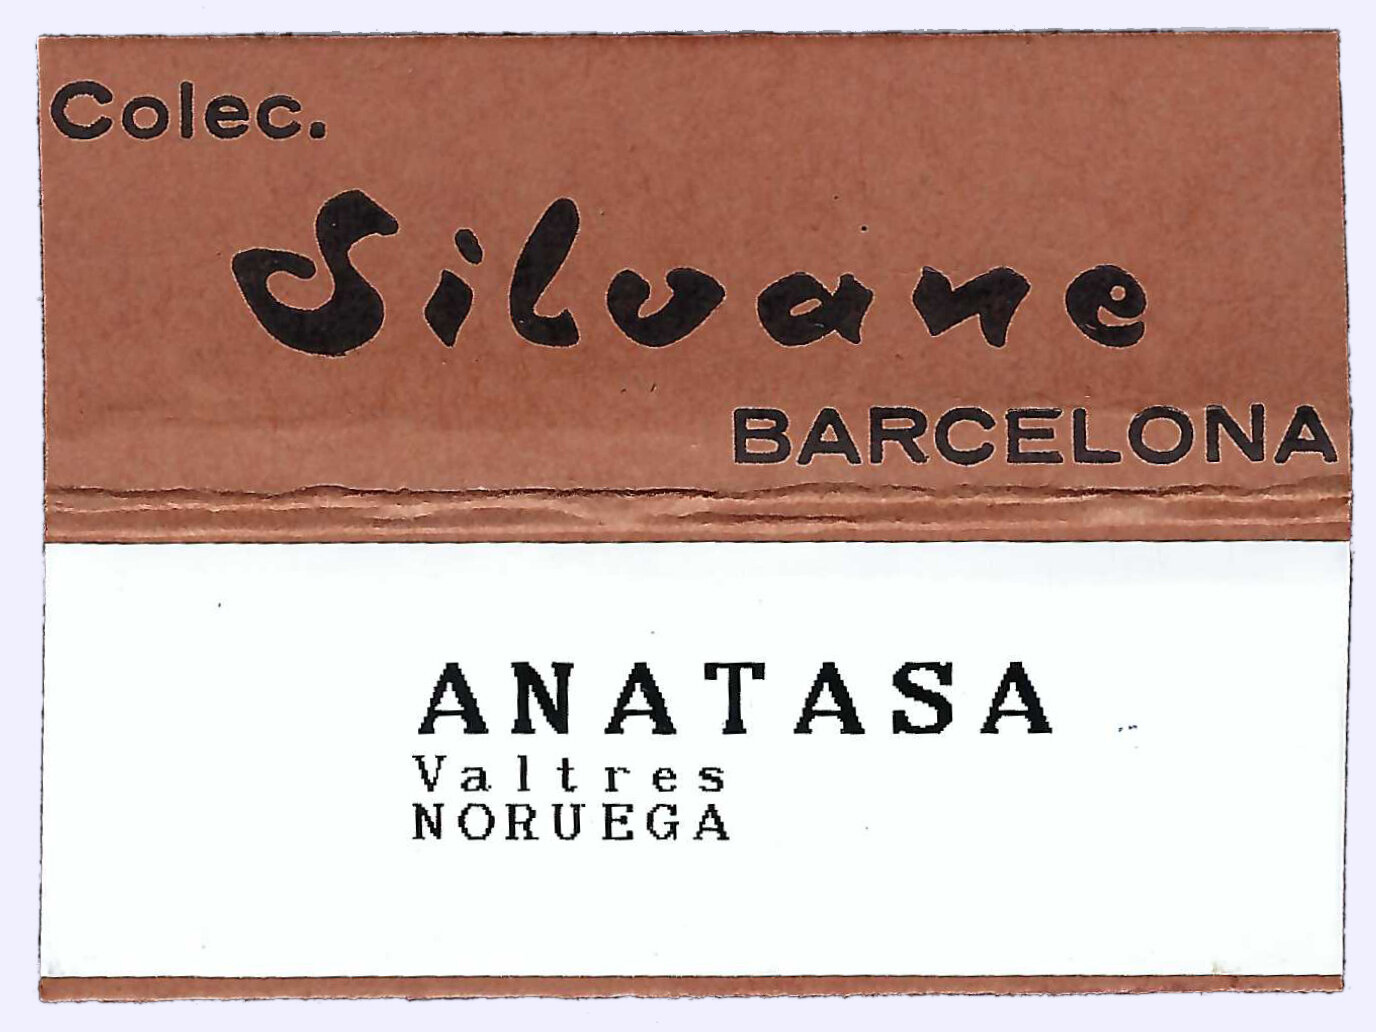 Colec.
Silvane
BARCELONA
ANATASA
Valtres
NORUEGA